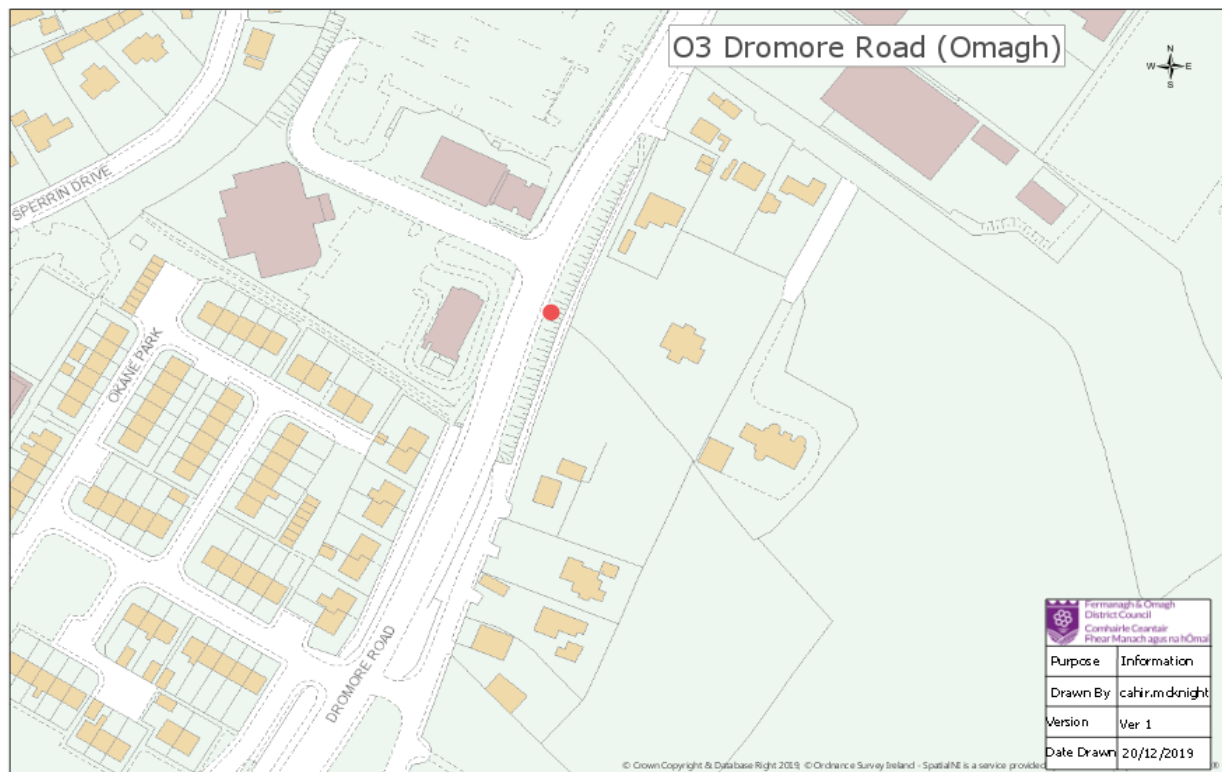 O3 Dromore Road (Omagh)
N
W E
S
SPERRIN DRIVE
OKANE PARK
DROMORE ROAD
Fermanagh & Omagh
District Council
Comhairle Ceantair
Fhear Manach agus na hÓmaí
Purpose Information
Drawn By cahir.mcknight
Version Ver 1
Date Drawn 20/12/2019
© Crown Copyright & Database Right 2019, © Ordnance Survey Ireland - SpatialNI is a service provided